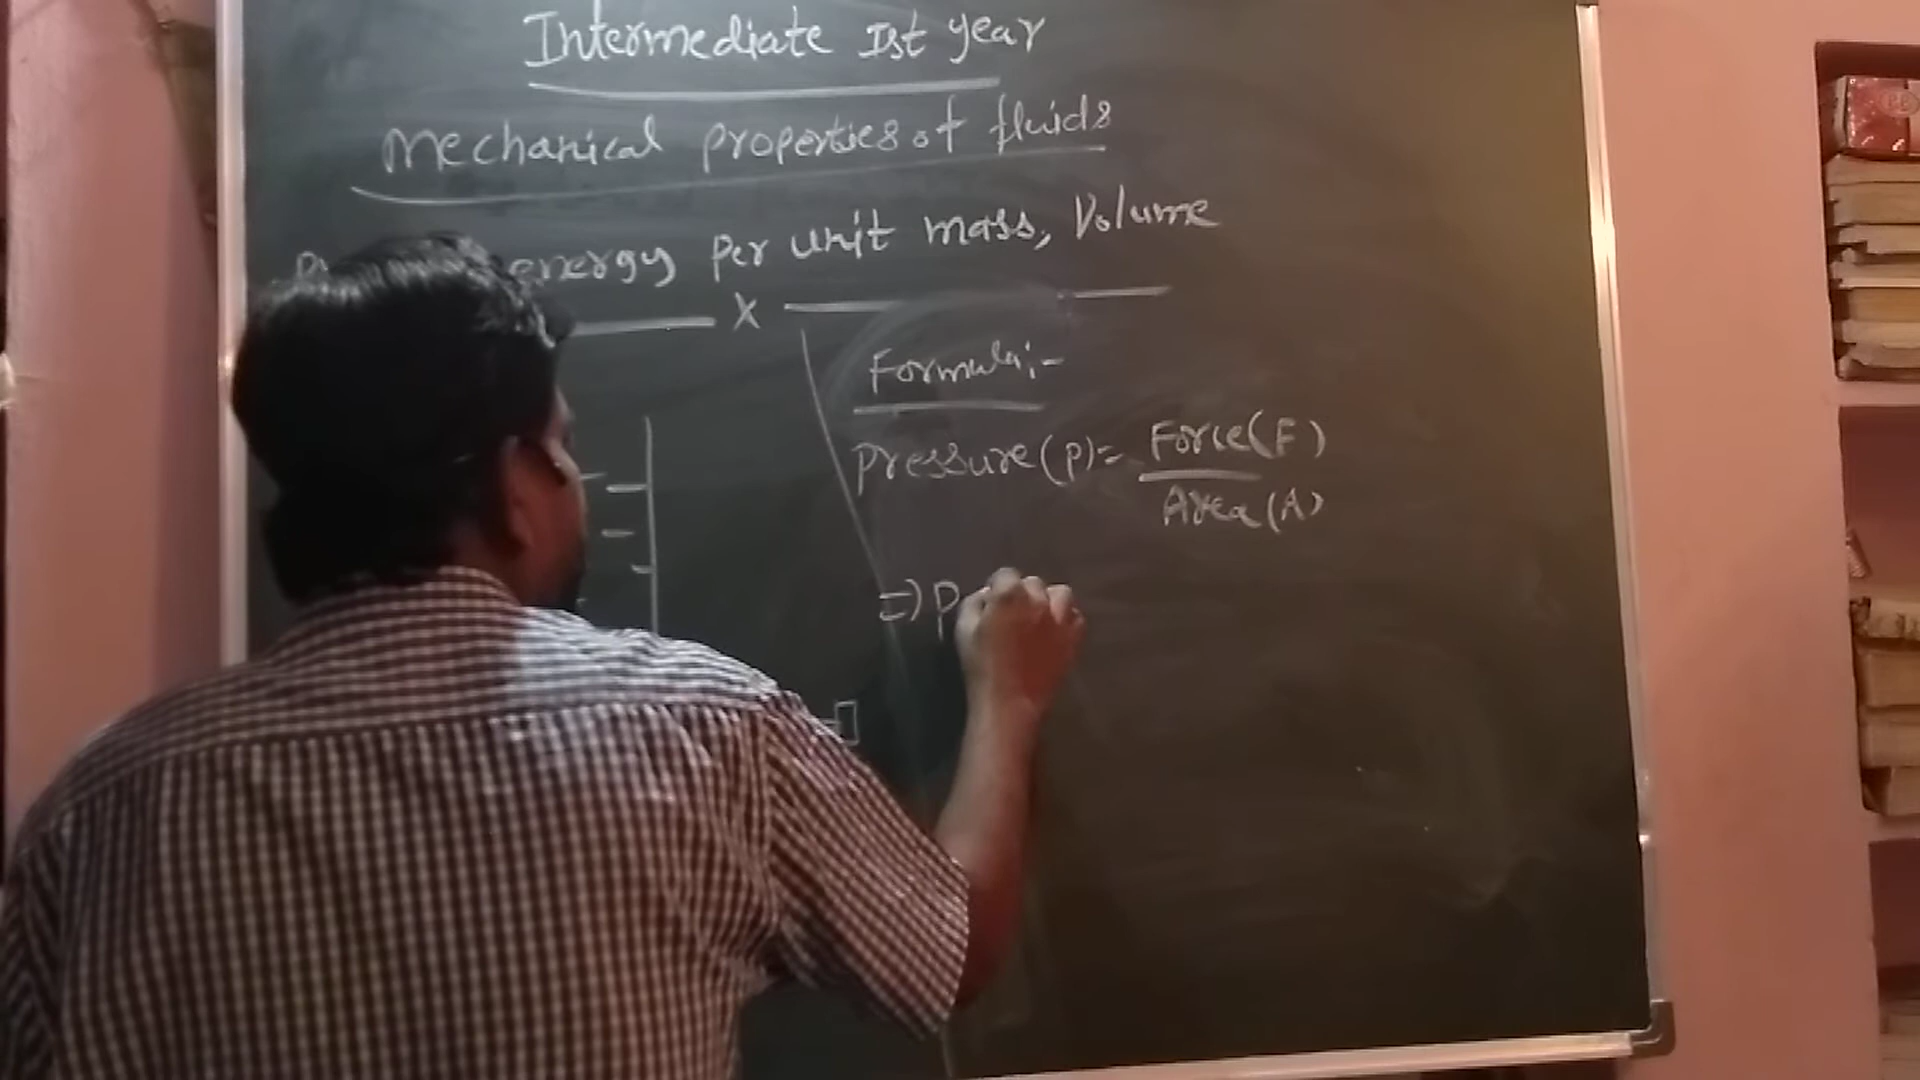 Intermediate Ist year
Mechanical properties of fluids
energy Per unit mass, Volume
X
Formula:-
Pressure(P)= Force(F)
Area(A)
=) P